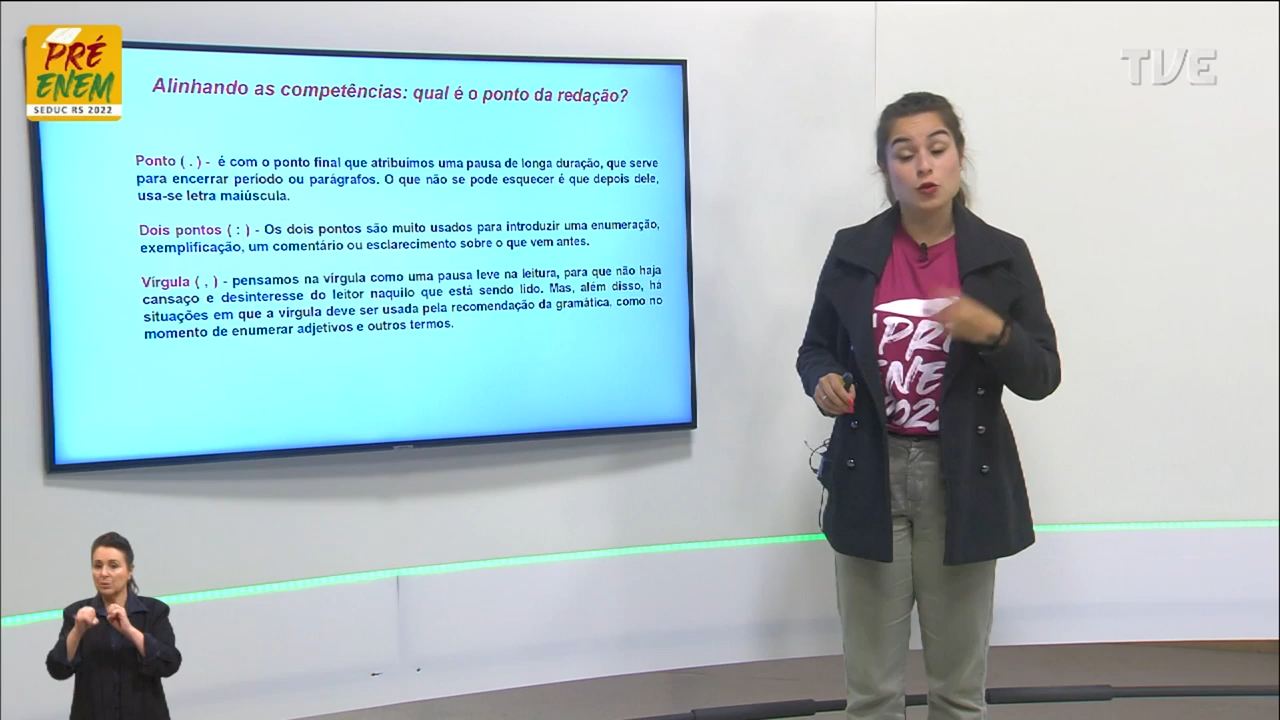 PRÉ
ENEM
SEDUC RS 2022
TVE
Alinhando as competências: qual é o ponto da redação?
Ponto ( . ) - é com o ponto final que atribuímos uma pausa de longa duração, que serve
para encerrar período ou parágrafos. O que não se pode esquecer é que depois dele,
usa-se letra maiúscula.
Dois pontos ( : ) - Os dois pontos são muito usados para introduzir uma enumeração,
exemplificação, um comentário ou esclarecimento sobre o que vem antes.
Vírgula ( , ) - pensamos na vírgula como uma pausa leve na leitura, para que não haja
cansaço e desinteresse do leitor naquilo que está sendo lido. Mas, além disso, há
situações em que a vírgula deve ser usada pela recomendação da gramática, como no
momento de enumerar adjetivos e outros termos.